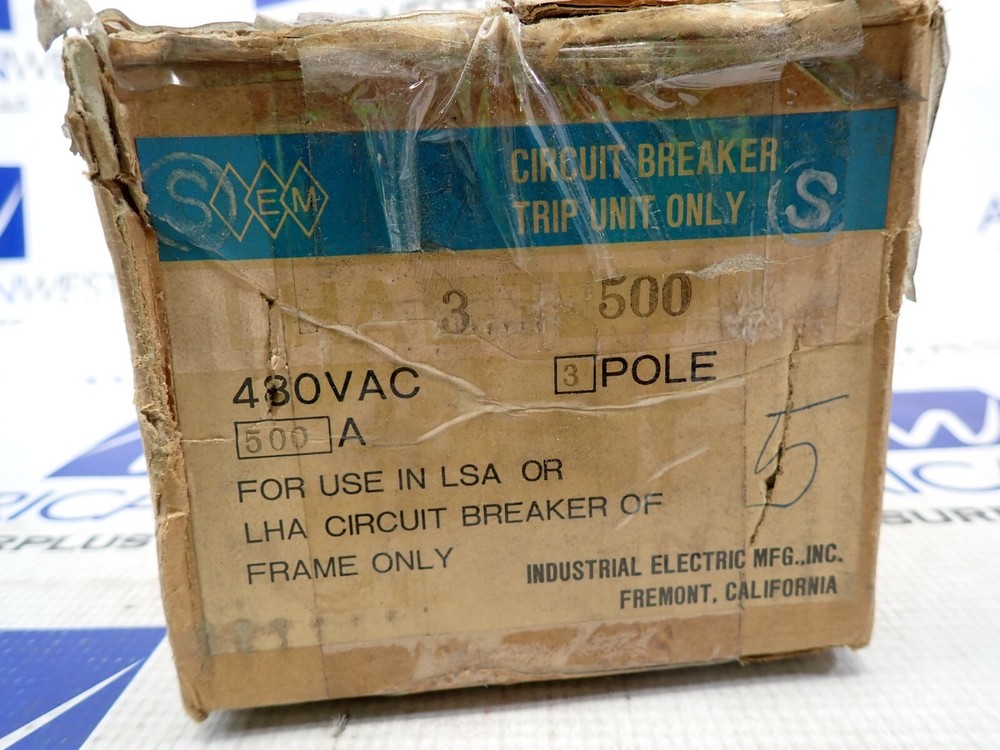 S
IEM
CIRCUIT BREAKER
TRIP UNIT ONLY
S
3 500
480VAC
3 POLE
500 A
FOR USE IN LSA OR
LHA CIRCUIT BREAKER OF
FRAME ONLY
5
INDUSTRIAL ELECTRIC MFG., INC.
FREMONT, CALIFORNIA